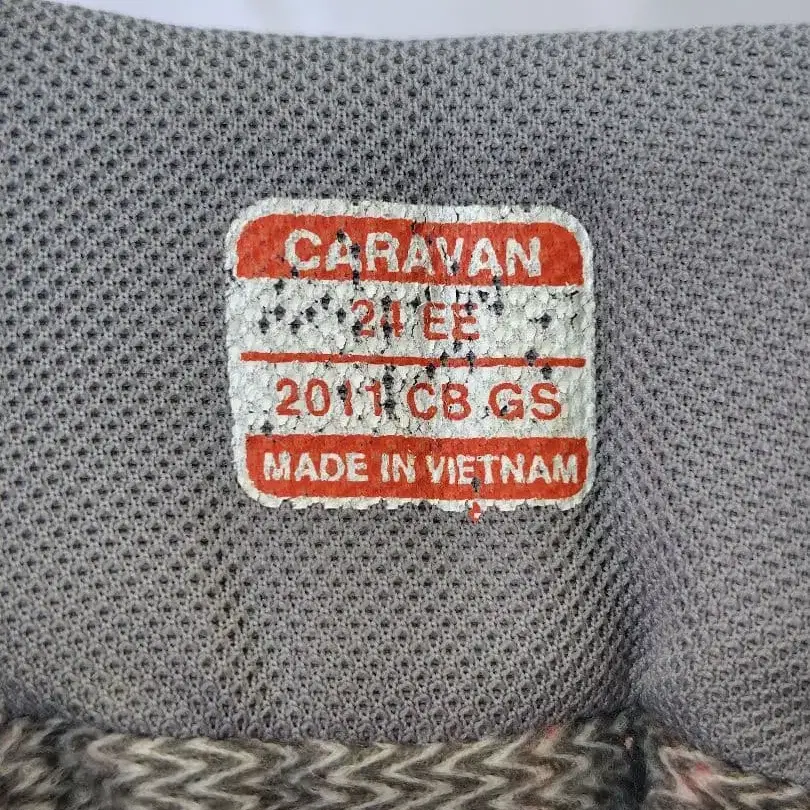 CARAVAN
24 EE
2011 CB GS
MADE IN VIETNAM